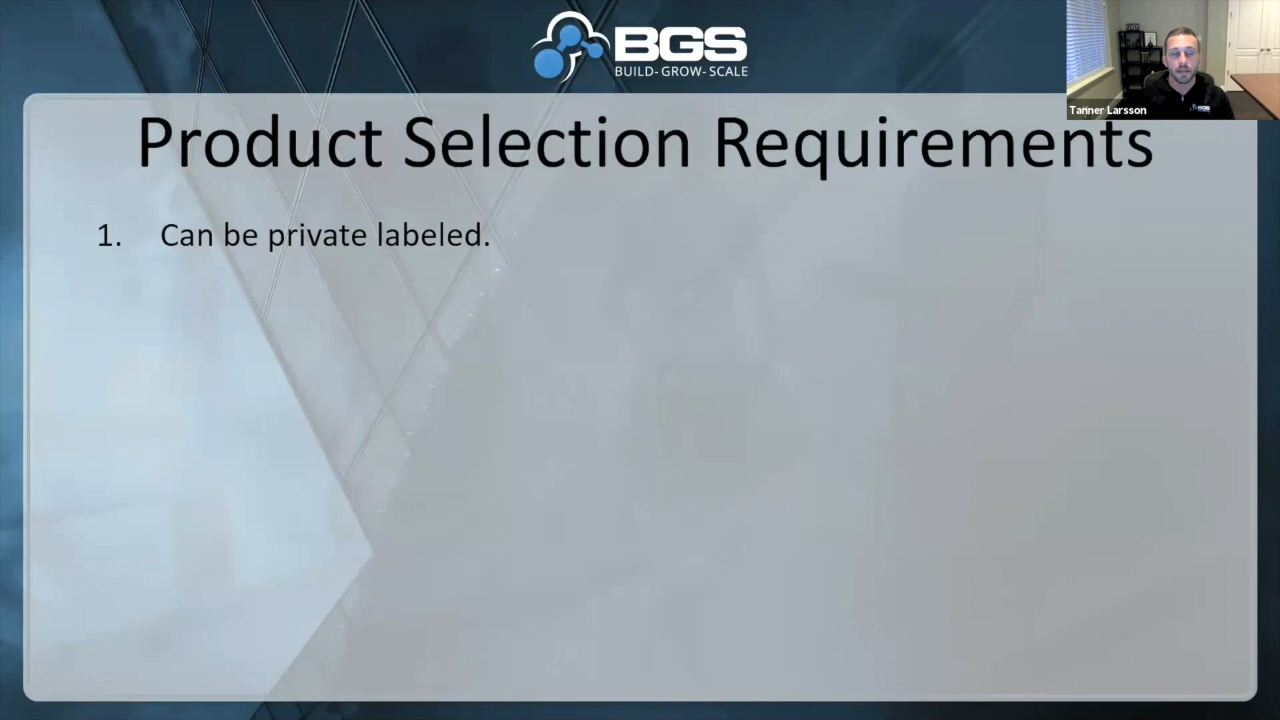 BGS
BUILD-GROW-SCALE
Tanner Larsson
Product Selection Requirements
1. Can be private labeled.